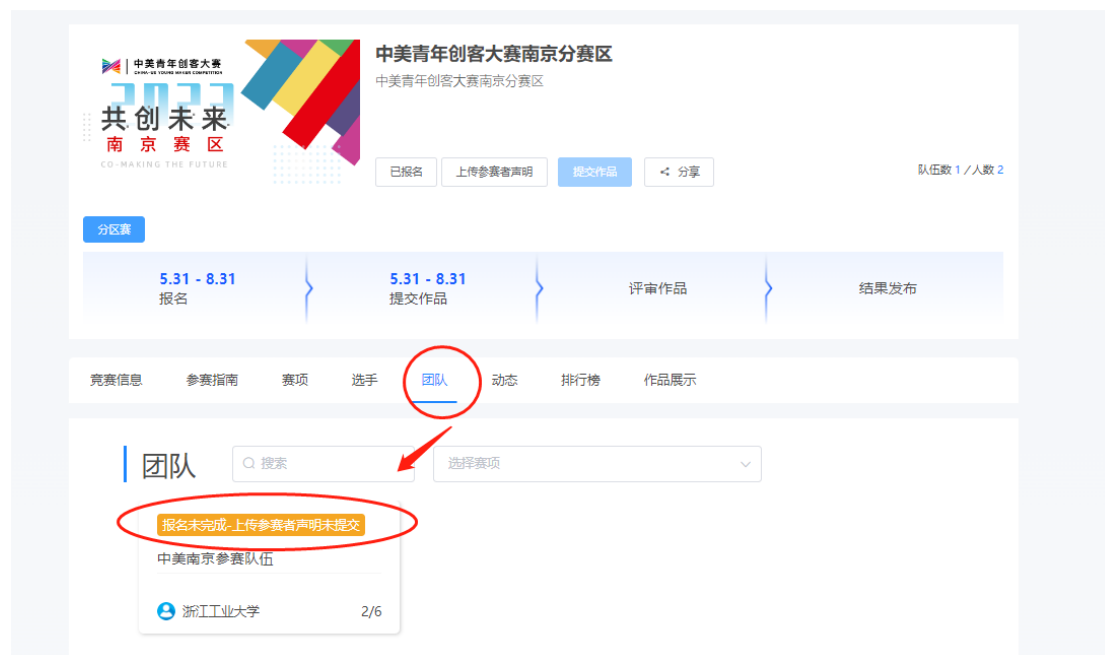 中美青年创客大赛
CHINA-US YOUNG MAKER COMPETITION
共创未来
南京赛区
CO-MAKING THE FUTURE
中美青年创客大赛南京分赛区
中美青年创客大赛南京分赛区
已报名 上传参赛者声明 提交作品 分享
队伍数 1 / 人数 2
分区赛
5.31 - 8.31 5.31 - 8.31
报名 提交作品 评审作品 结果发布
竞赛信息 参赛指南 赛项 选手 团队 动态 排行榜 作品展示
团队 搜索 选择赛项
报名未完成-上传参赛者声明未提交
中美南京参赛队伍
浙江工业大学 2/6